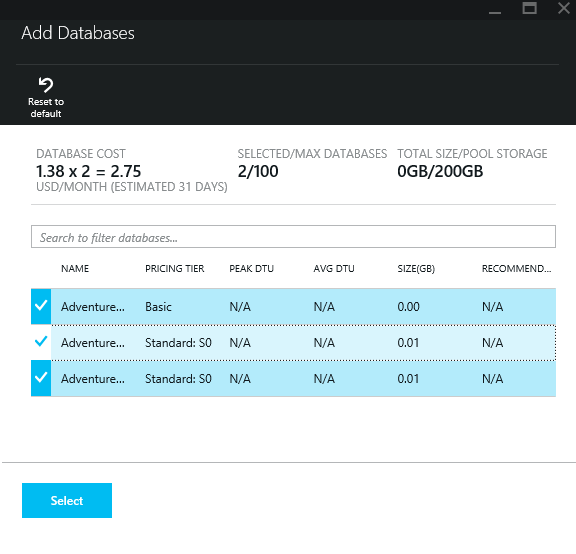 Add Databases
Reset to
default
DATABASE COST
1.38 x 2 = 2.75
USD/MONTH (ESTIMATED 31 DAYS)
SELECTED/MAX DATABASES
2/100
TOTAL SIZE/POOL STORAGE
0GB/200GB
Search to filter databases...
NAME PRICING TIER PEAK DTU AVG DTU SIZE(GB) RECOMMEND...
Adventure... Basic N/A N/A 0.00 N/A
Adventure... Standard: S0 N/A N/A 0.01 N/A
Adventure... Standard: S0 N/A N/A 0.01 N/A
Select